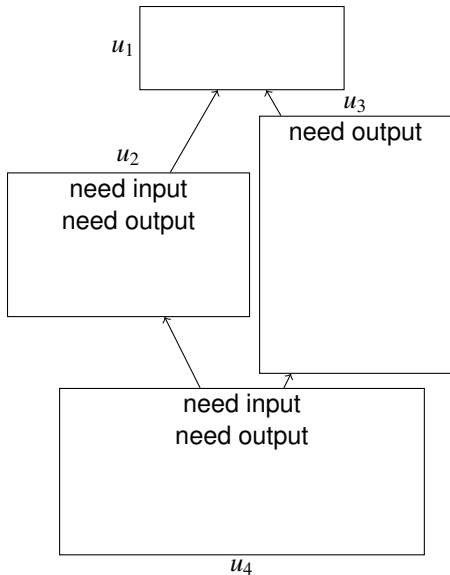 u₁
u₃
need output
u₂
need input
need output
need input
need output
u₄